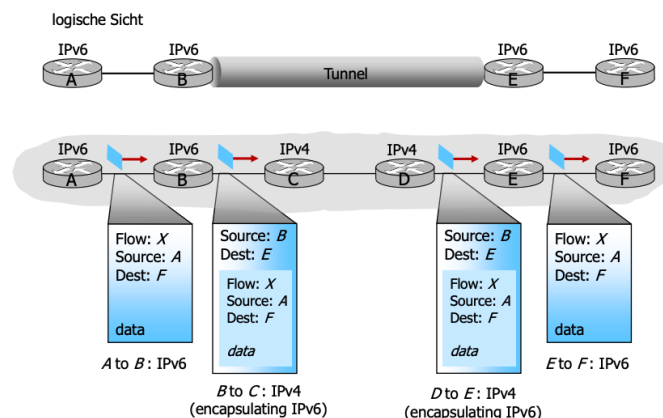 logische Sicht
IPv6 IPv6 IPv6 IPv6
A B Tunnel E F
IPv6 IPv6 IPv4 IPv4 IPv6 IPv6
A B C D E F
Flow: X
Source: A
Dest: F
data
A to B: IPv6
Source: B
Dest: E
Flow: X
Source: A
Dest: F
data
B to C: IPv4
(encapsulating IPv6)
Source: B
Dest: E
Flow: X
Source: A
Dest: F
data
D to E: IPv4
(encapsulating IPv6)
Flow: X
Source: A
Dest: F
data
E to F: IPv6